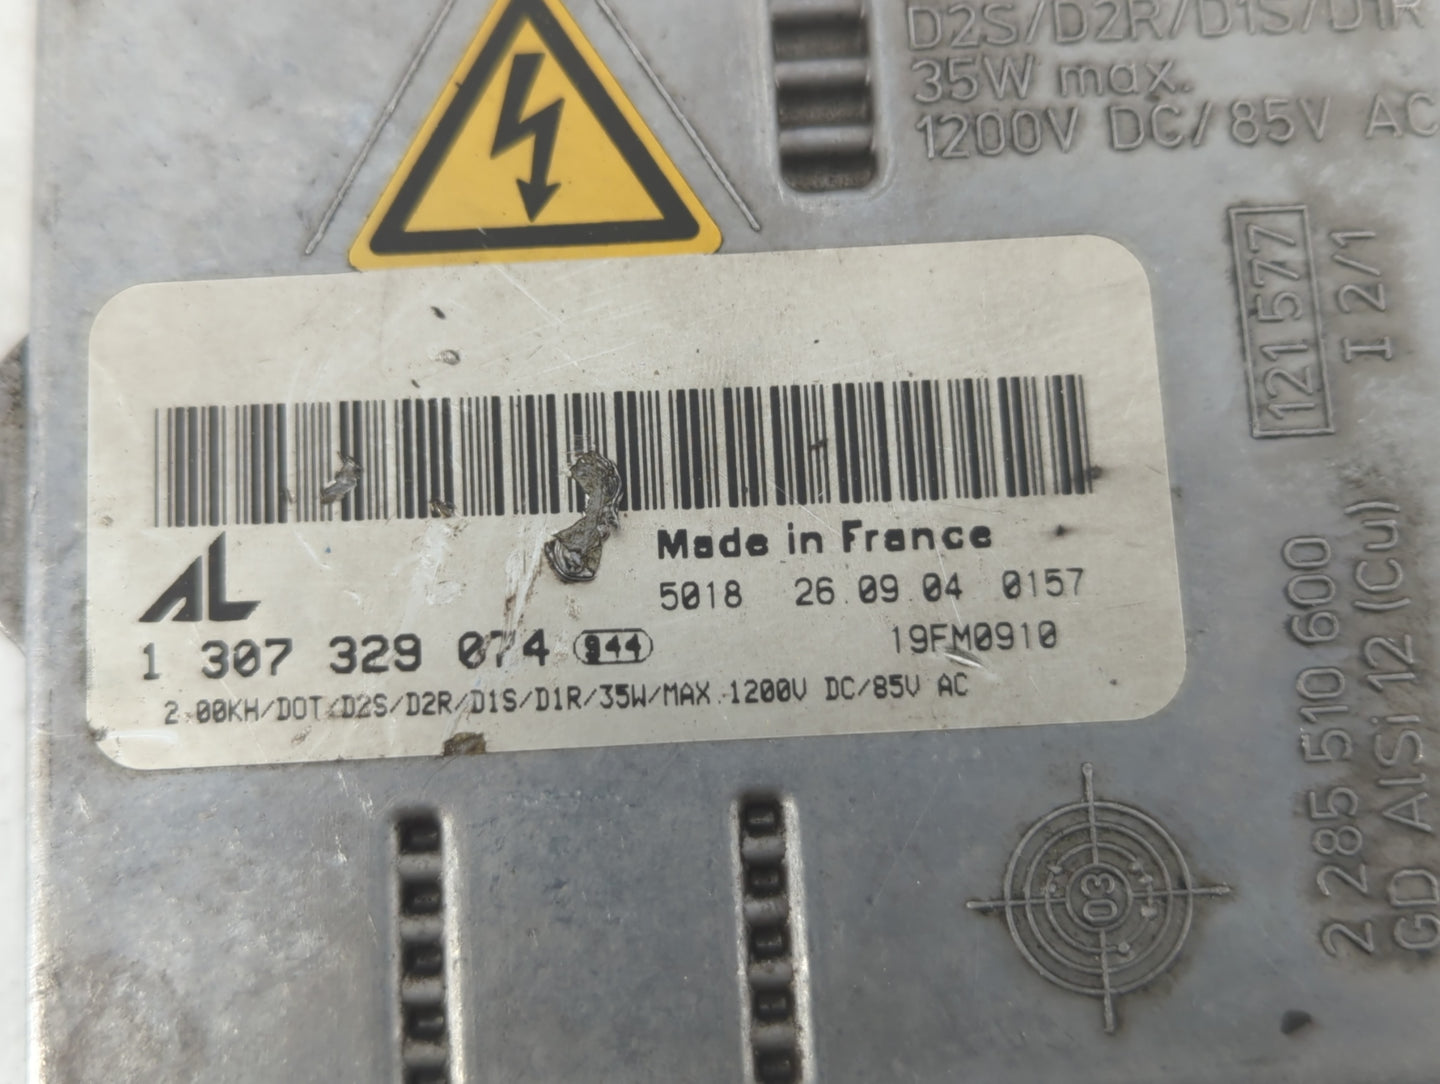 D2S/D2R/D1S/D1R
35W max.
1200V DC/85V AC
121577
I 2/1
Made in France
5018 26.09.04 0157
AL
1 307 329 074 944
19FM0910
2.00KH/DOT/D2S/D2R/D1S/D1R/35W/MAX.1200V DC/85V AC
2 285 510 600
GD AlSi 12 (Cu)
03